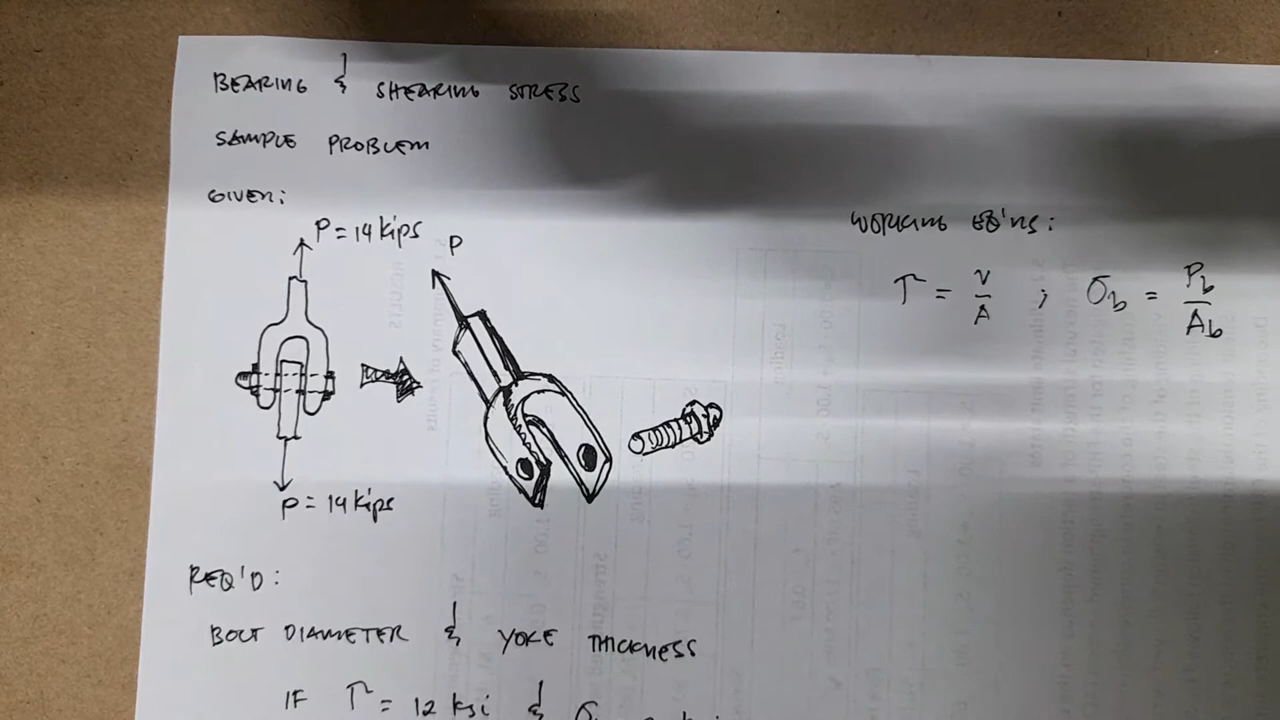 BEARING & SHEARING STRESS
SAMPLE PROBLEM
GIVEN:
P = 14 kips
P
P = 14 kips
WORKING EQ'NS:
τ = V/A ; σb = Pb/Ab
REQ'D:
BOLT DIAMETER & YOKE THICKNESS
IF τ = 12 ksi &